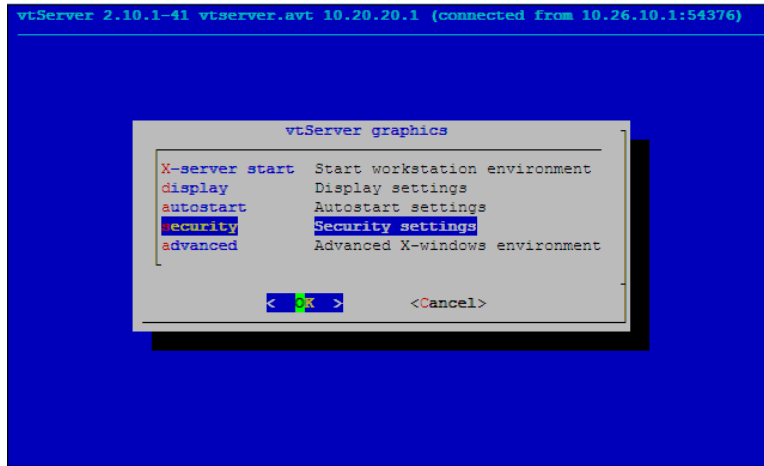 vtServer 2.10.1-41 vtserver.avt 10.20.20.1 (connected from 10.26.10.1:54376)
vtServer graphics
X-server start Start workstation environment
display Display settings
autostart Autostart settings
security Security settings
advanced Advanced X-windows environment
< OK > <Cancel>